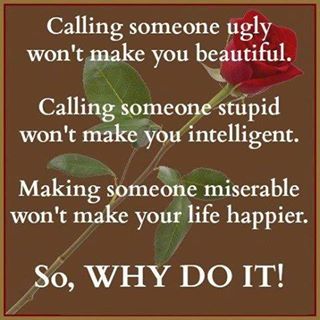 Calling someone ugly
won't make you beautiful.
Calling someone stupid
won't make you intelligent.
Making someone miserable
won't make your life happier.
So, WHY DO IT!